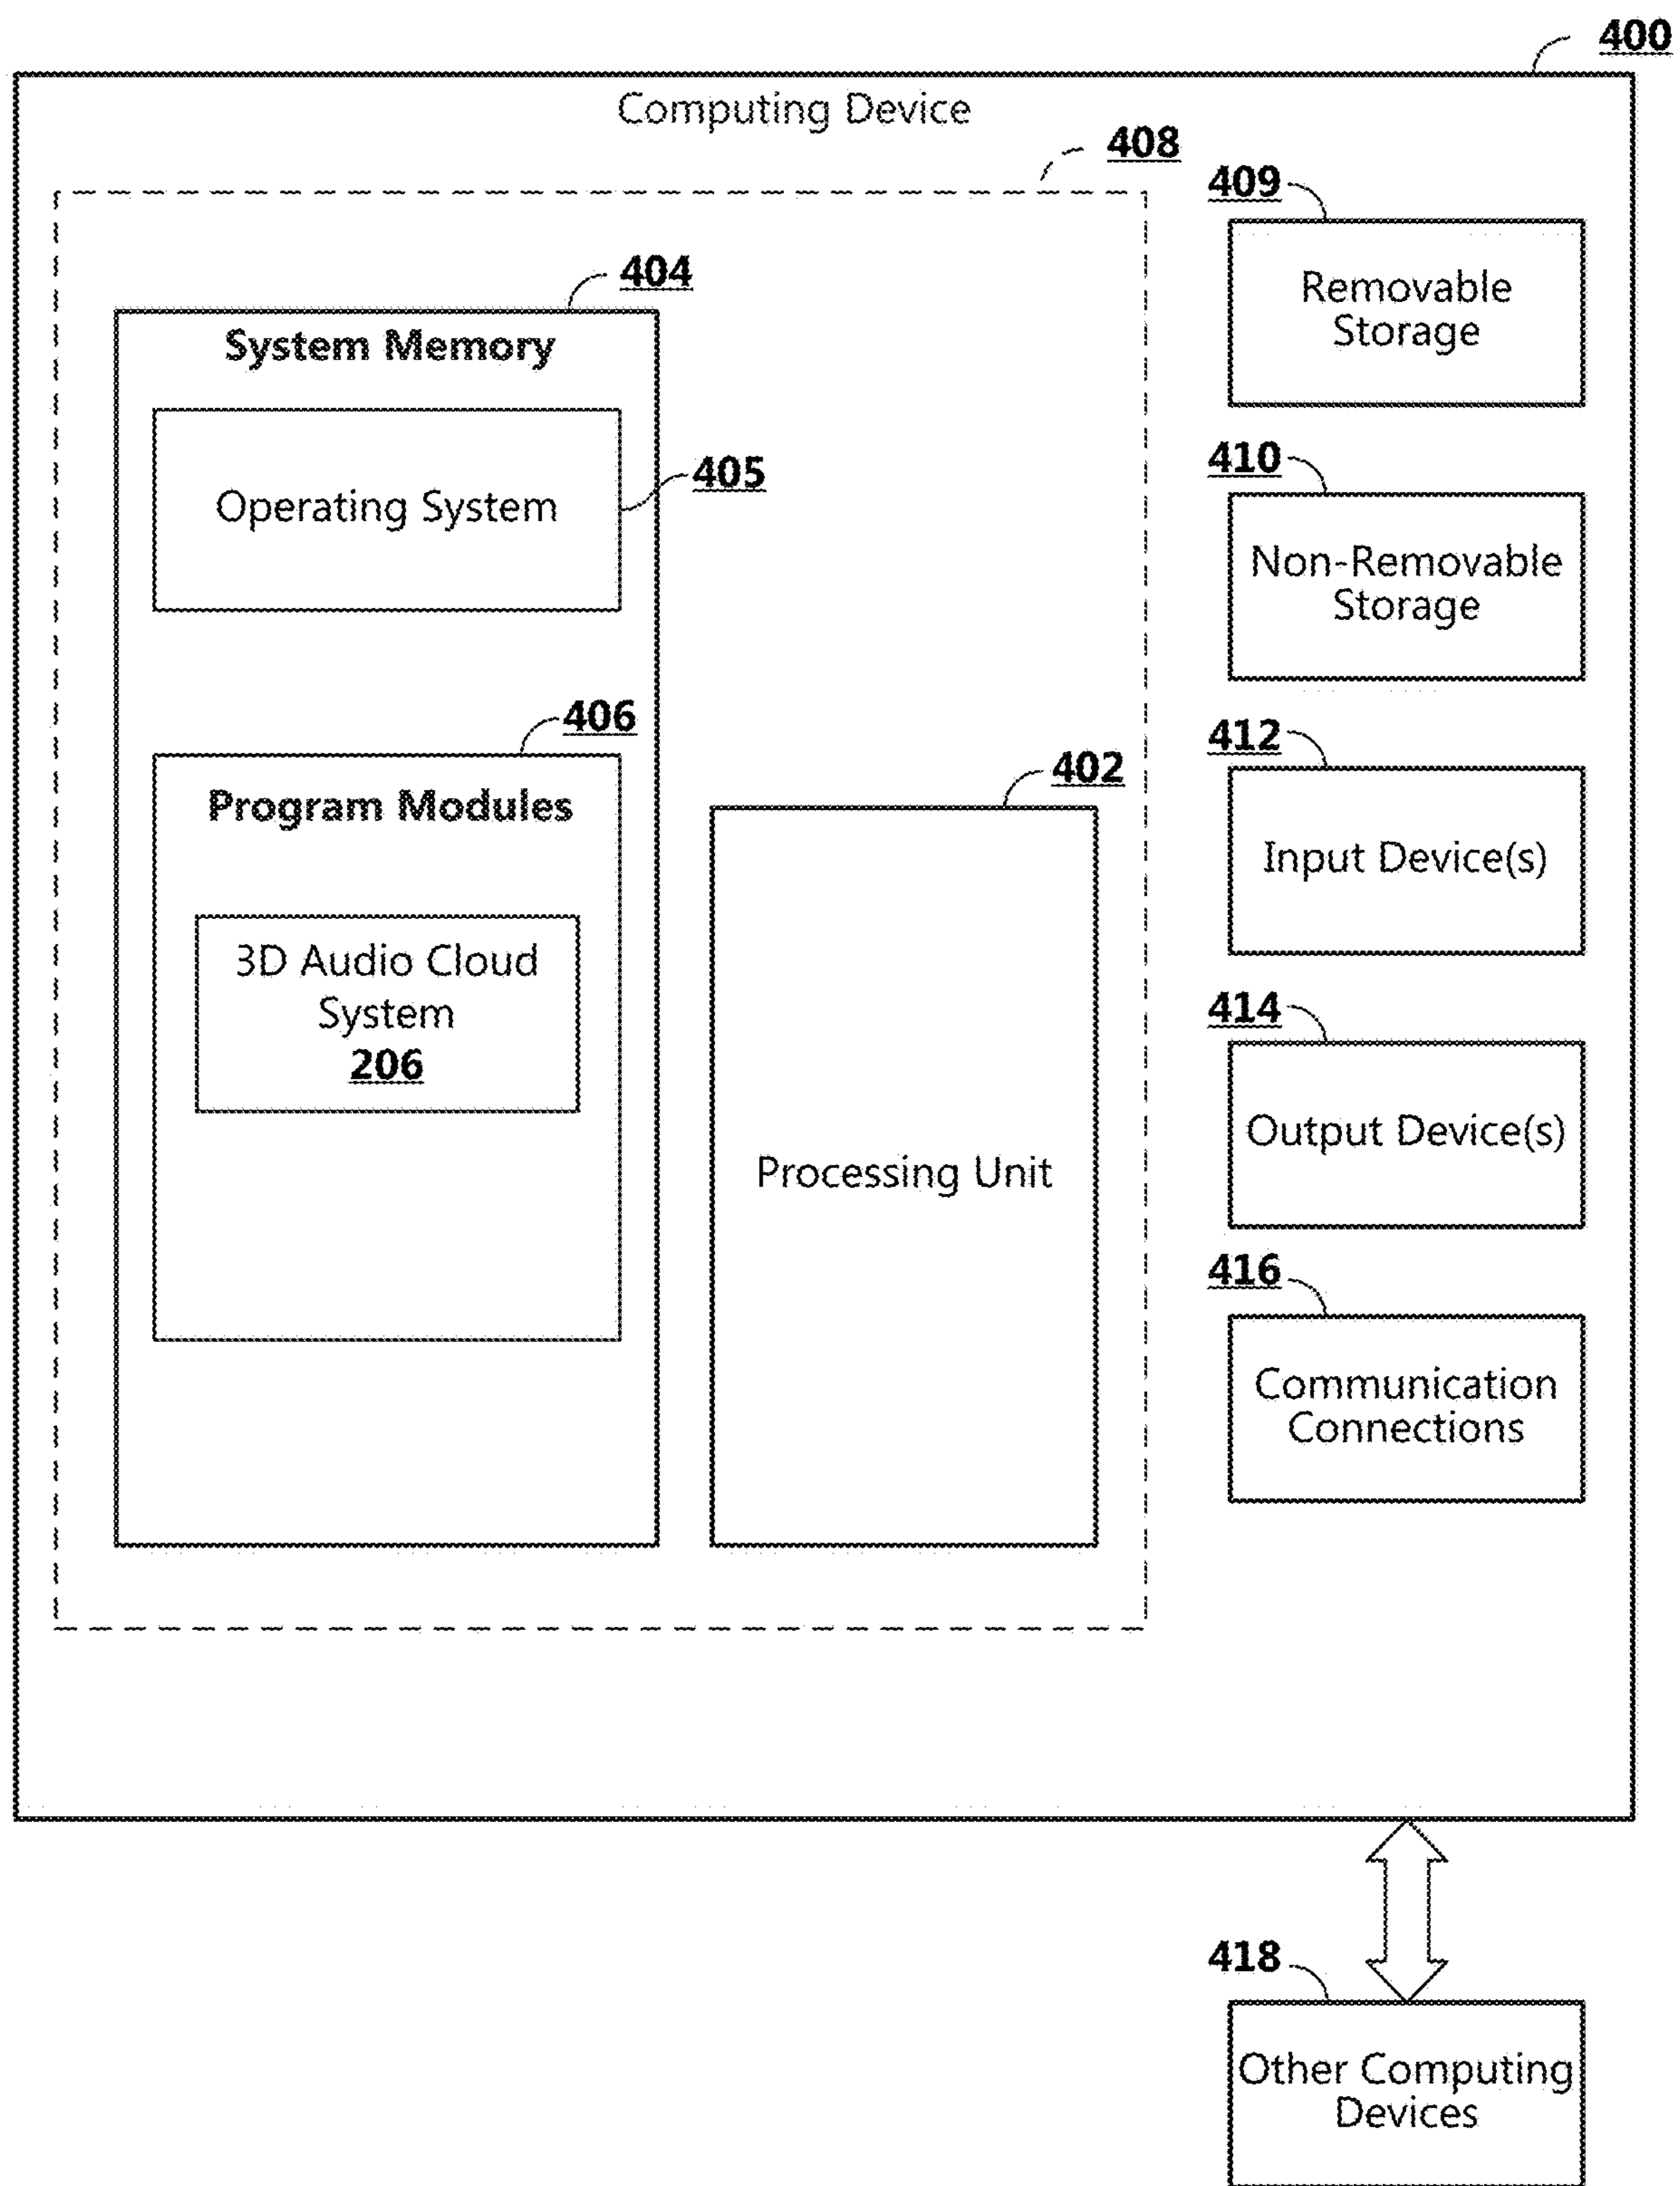 400
Computing Device
408
409
Removable
Storage
404
System Memory
Operating System
405
410
Non-Removable
Storage
406
Program Modules
3D Audio Cloud
System
206
402
Processing Unit
412
Input Device(s)
414
Output Device(s)
416
Communication
Connections
418
Other Computing
Devices